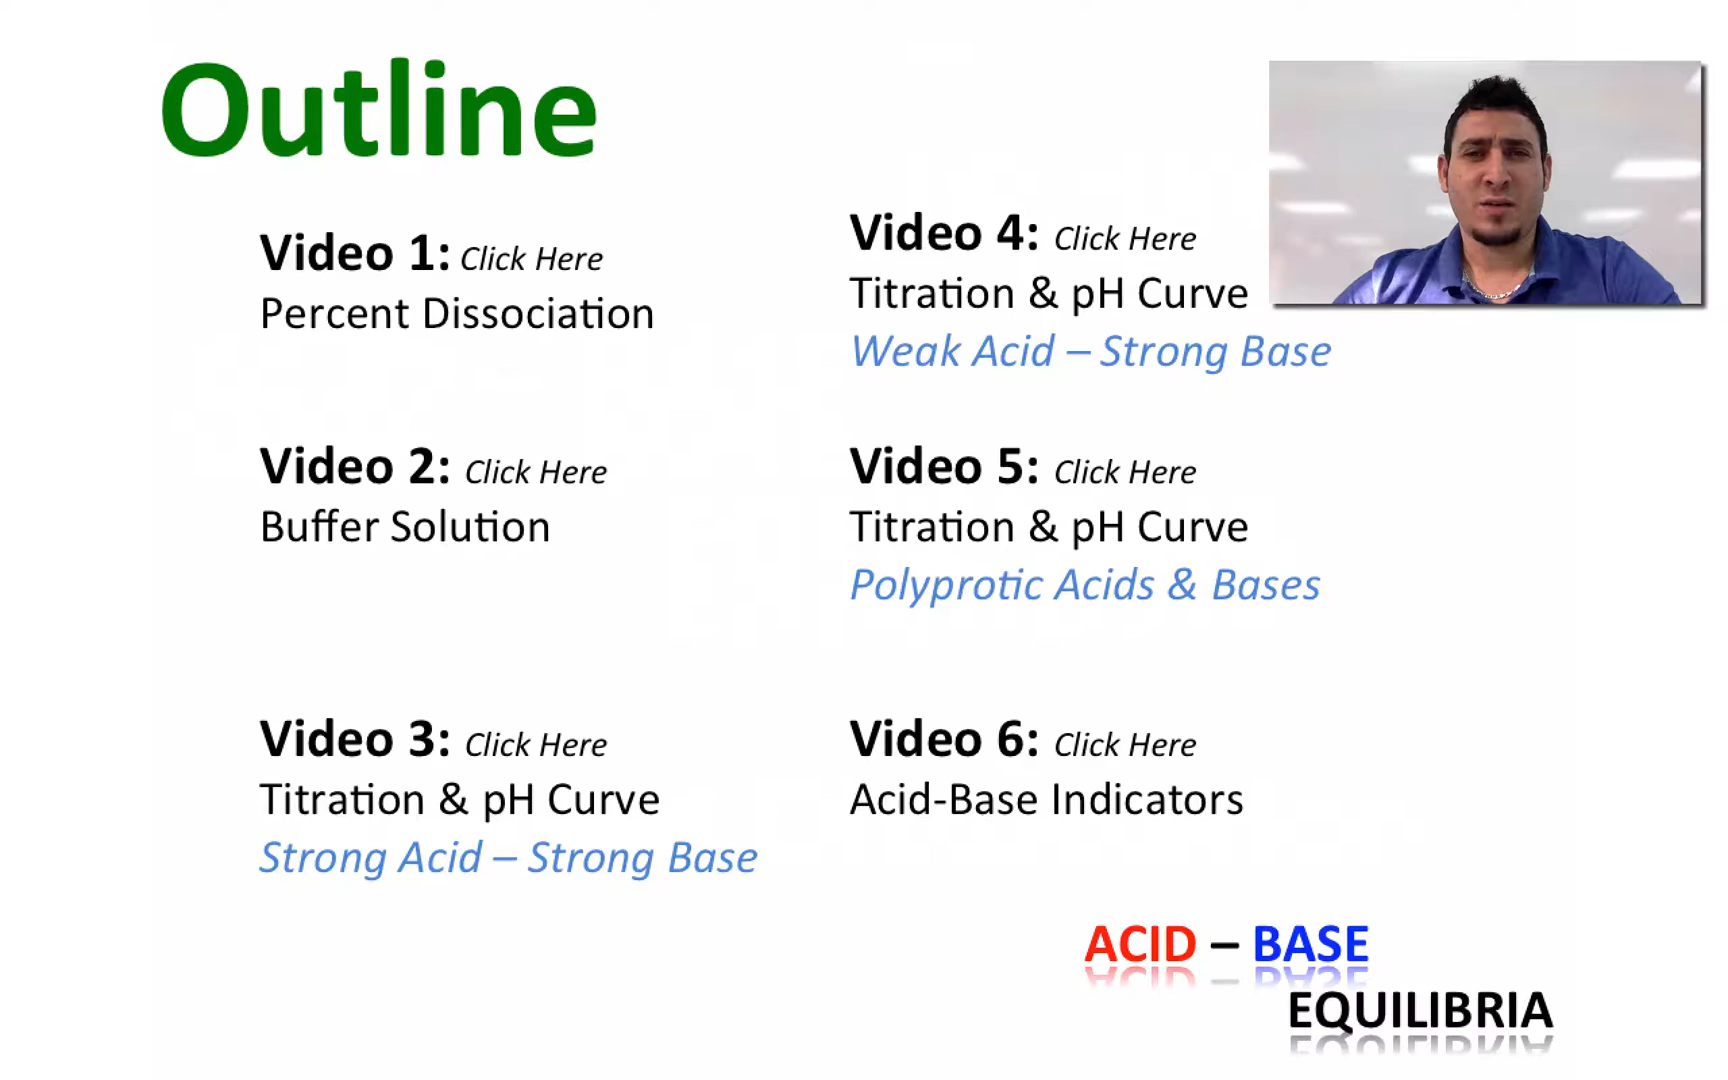 Outline
Video 1: Click Here
Percent Dissociation
Video 2: Click Here
Buffer Solution
Video 3: Click Here
Titration & pH Curve
Strong Acid – Strong Base
Video 4: Click Here
Titration & pH Curve
Weak Acid – Strong Base
Video 5: Click Here
Titration & pH Curve
Polyprotic Acids & Bases
Video 6: Click Here
Acid-Base Indicators
ACID – BASE
EQUILIBRIA